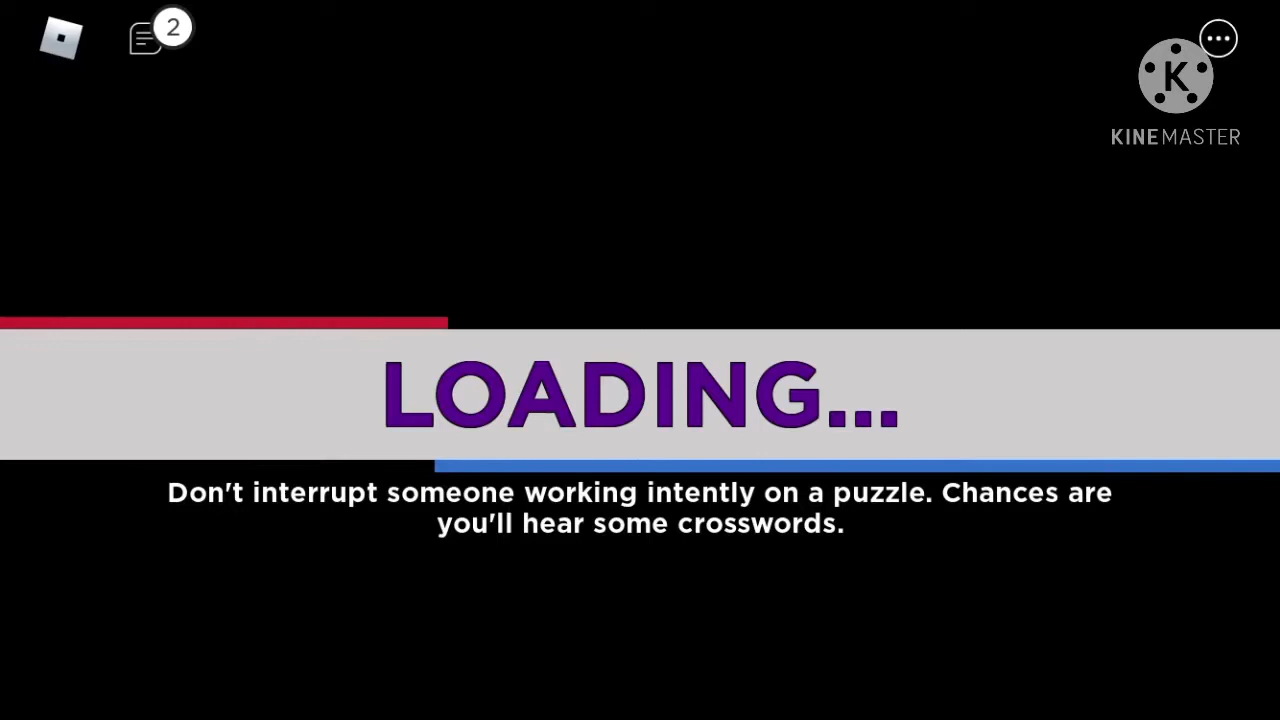 2
K
KINEMASTER
LOADING...
Don't interrupt someone working intently on a puzzle. Chances are
you'll hear some crosswords.